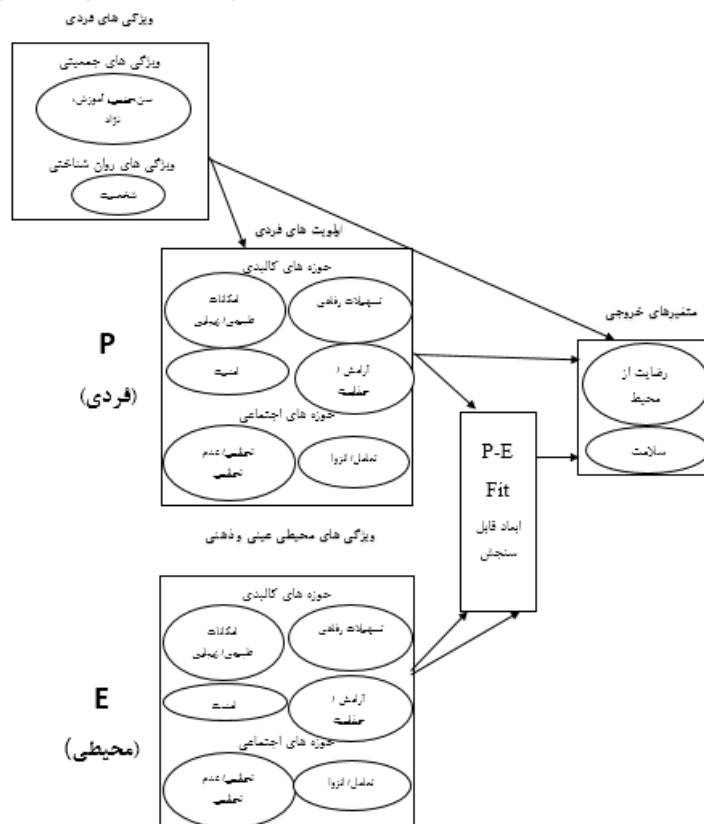 ویژگی های فردی
ویژگی های جمعیتی
سن، جنس، آموزش،
نژاد
ویژگی های روان شناختی
شخصیت
اولویت های فردی
حوزه های کالبدی
امکانات
طبیعی/زیبایی
تسهیلات رفاهی
امنیت
آرامش /
حوزه های اجتماعی
تعامل/ انزوا
P
(فردی)
متغیرهای خروجی
رضایت از
محیط
سلامت
P-E
Fit
ابعاد قابل
سنجش
ویژگی های محیطی عینی وذهنی
حوزه های کالبدی
امکانات
طبیعی/زیبایی
تسهیلات رفاهی
امنیت
آرامش /
حوزه های اجتماعی
تعامل/ انزوا
E
(محیطی)